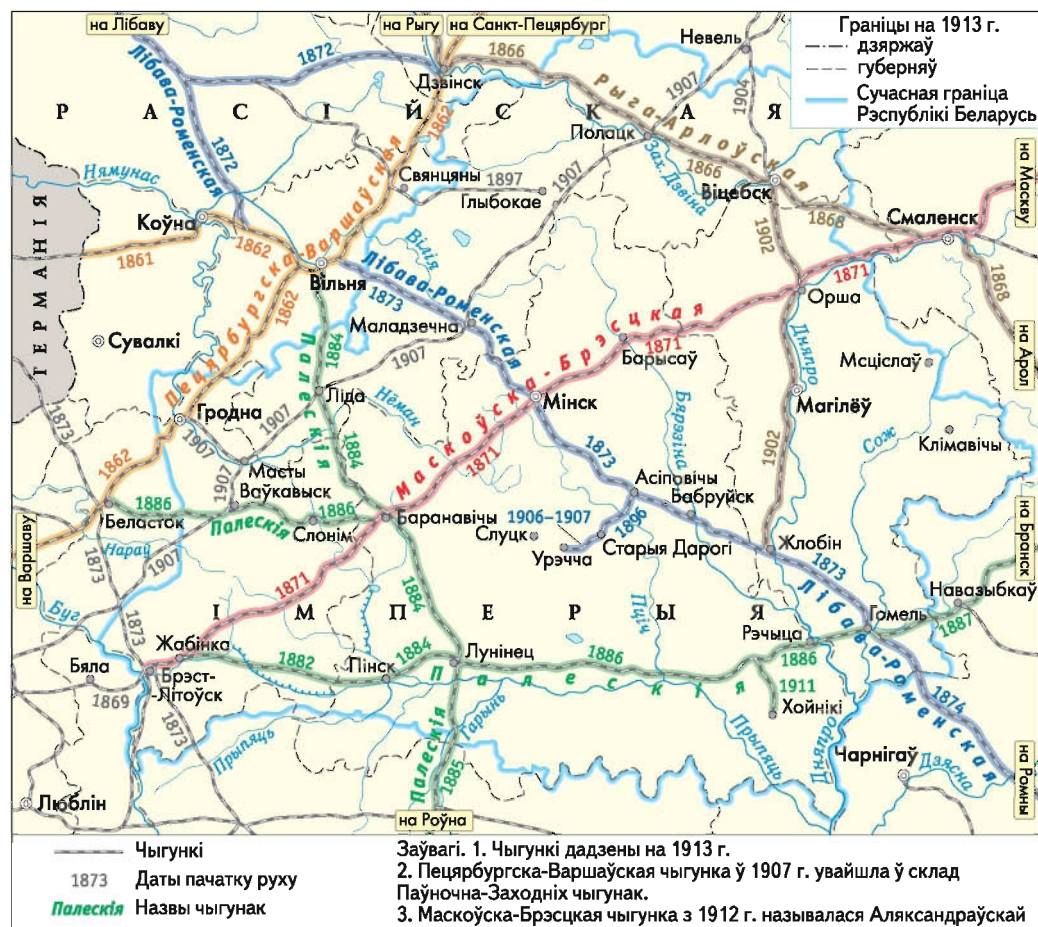 на Лібаву
на Рыгу
на Санкт-Пецярбург
Невель
Граніцы на 1913 г.
дзяржаў
губерняў
Сучасная граніца
Рэспублікі Беларусь
1872
1866
Дзвінск
1907
1904
РАСІЙСКАЯ
Лібава-Роменская
1862
Рыга-Арлоўская
Полацк
Зах. Дзвіна
1866
на Маскву
Нямунас
1872
Свянцяны
1897
Глыбокае
1907
Віцебск
1868
Смаленск
Коўна
1862
1861
Пецярбургска-Варшаўская
Вілія
1902
ГЕРМАНІЯ
Вільня
Лібава-Роменская
1873
1862
1871
Орша
1868
Маладзечна
Маскоўска-Брэсцкая
Сувалкі
1884
Палескія
1907
Барысаў
1871
Дняпро
Мсціслаў
на Арол
Ліда
Нёман
Мінск
Магілёў
1873
Гродна
1907
1907
Бярэзіна
Сож
Клімавічы
1862
Масты
1884
1871
1873
1902
1907
Ваўкавыск
Асіповічы
Бабруйск
1886
Беласток
Палескія
1886
Слонім
Баранавічы
1906–1907
Слуцк
1896
Урэчча
Старыя Дарогі
Жлобін
на Бранск
на Варшаву
Нараў
1873
1907
1871
1884
Пціч
1873
Навазыбкаў
Буг
ІМПЕРЫЯ
Лібава-Роменская
Гомель
1887
1873
Жабінка
Рэчыца
Бяла
Брэст-
-Літоўск
1882
Пінск
1884
Лунінец
1886
Палескія
1886
1869
1911
Хойнікі
1874
1873
Прыпяць
Гарынь
Палескія
1885
Прыпяць
Дняпро
Чарнігаў
Дзясна
на Ромны
Люблін
на Роўна
Чыгункі
1873
Даты пачатку руху
Палескія
Назвы чыгунак
Заўвагі. 1. Чыгункі дадзены на 1913 г.
2. Пецярбургска-Варшаўская чыгунка ў 1907 г. увайшла ў склад
Паўночна-Заходніх чыгунак.
3. Маскоўска-Брэсцкая чыгунка з 1912 г. называлася Аляксандраўскай